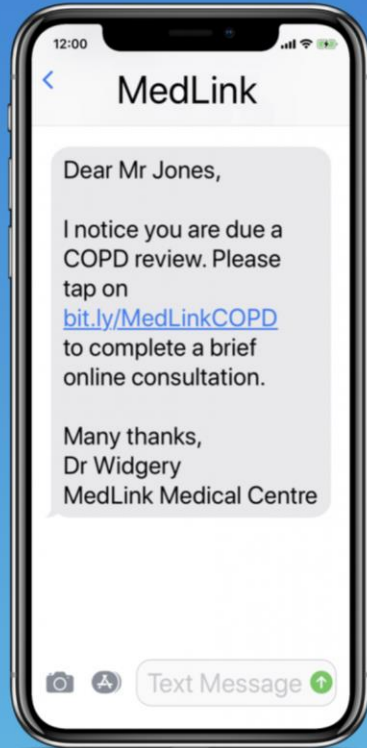 12:00
MedLink
Dear Mr Jones,
I notice you are due a
COPD review. Please
tap on
bit.ly/MedLinkCOPD
to complete a brief
online consultation.
Many thanks,
Dr Widgery
MedLink Medical Centre
Text Message